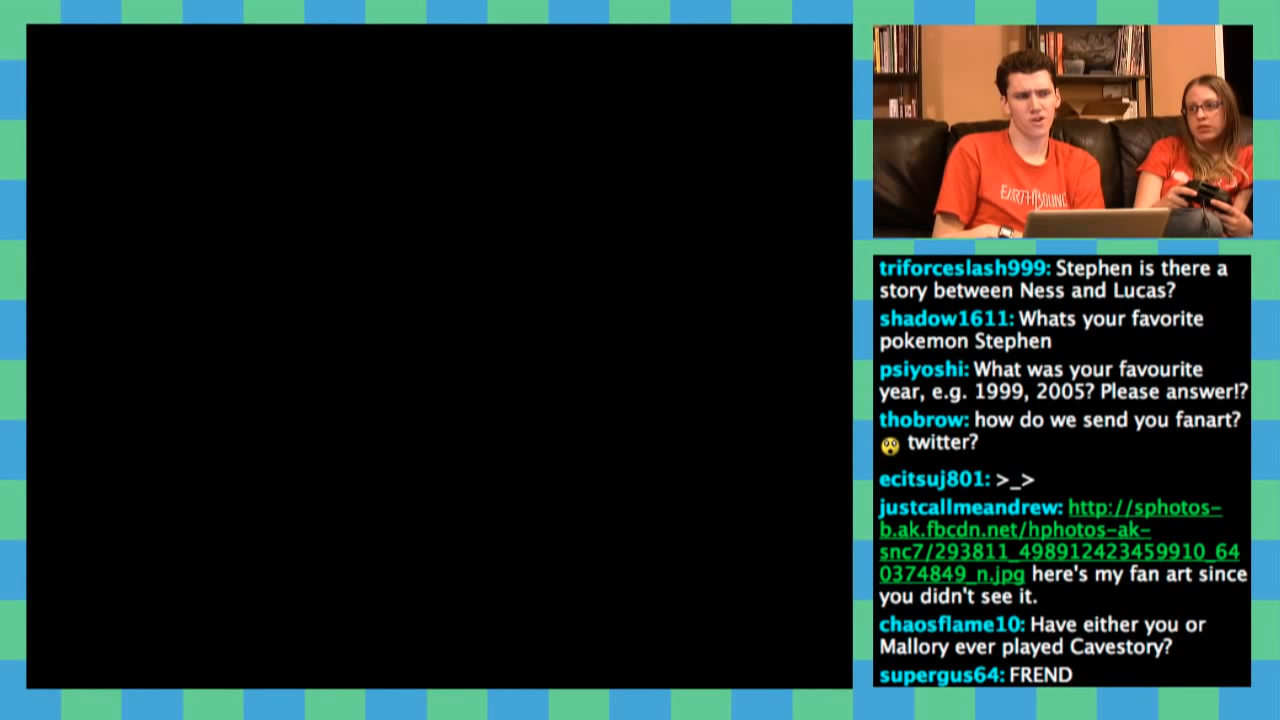 EARTHBOUND
triforceslash999: Stephen is there a
story between Ness and Lucas?
shadow1611: Whats your favorite
pokemon Stephen
psiyoshi: What was your favourite
year, e.g. 1999, 2005? Please answer!?
thobrow: how do we send you fanart?
twitter?
ecitsuj801: >_>
justcallmeandrew: http://sphotos-
b.ak.fbcdn.net/hphotos-ak-
snc7/293811_498912423459910_64
0374849_n.jpg here's my fan art since
you didn't see it.
chaosflame10: Have either you or
Mallory ever played Cavestory?
supergus64: FREND